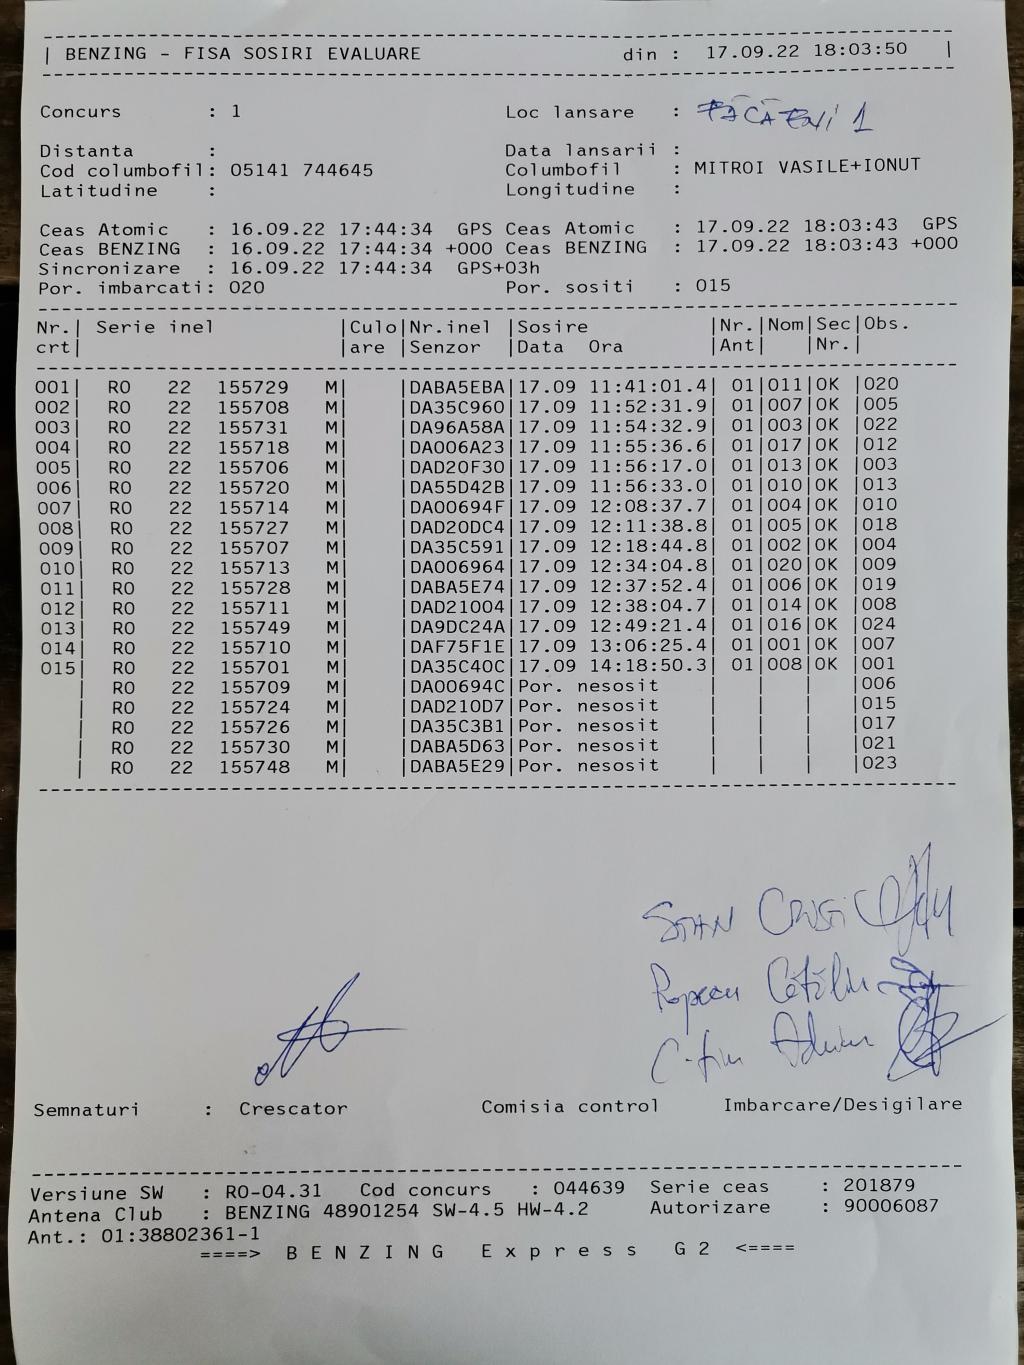 | BENZING - FISA SOSIRI EVALUARE din : 17.09.22 18:03:50 |
Concurs : 1 Loc lansare : 1
Distanta : Data lansarii :
Cod columbofil: 05141 744645 Columbofil : MITROI VASILE+IONUT
Latitudine : Longitudine :
Ceas Atomic : 16.09.22 17:44:34 GPS Ceas Atomic : 17.09.22 18:03:43 GPS
Ceas BENZING : 16.09.22 17:44:34 +000 Ceas BENZING : 17.09.22 18:03:43 +000
Sincronizare : 16.09.22 17:44:34 GPS+03h
Por. imbarcati: 020 Por. sositi : 015
Nr.| Serie inel |Culo|Nr.inel |Sosire |Nr.|Nom|Sec|Obs.
crt| |are |Senzor |Data Ora |Ant| |Nr.|
001| RO 22 155729 M| |DABA5EBA|17.09 11:41:01.4| 01|011|OK |020
002| RO 22 155708 M| |DA35C960|17.09 11:52:31.9| 01|007|OK |005
003| RO 22 155731 M| |DA96A58A|17.09 11:54:32.9| 01|003|OK |022
004| RO 22 155718 M| |DA006A23|17.09 11:55:36.6| 01|017|OK |012
005| RO 22 155706 M| |DAD20F30|17.09 11:56:17.0| 01|013|OK |003
006| RO 22 155720 M| |DA55D42B|17.09 11:56:33.0| 01|010|OK |013
007| RO 22 155714 M| |DA00694F|17.09 12:08:37.7| 01|004|OK |010
008| RO 22 155727 M| |DAD20DC4|17.09 12:11:38.8| 01|005|OK |018
009| RO 22 155707 M| |DA35C591|17.09 12:18:44.8| 01|002|OK |004
010| RO 22 155713 M| |DA006964|17.09 12:34:04.8| 01|020|OK |009
011| RO 22 155728 M| |DABA5E74|17.09 12:37:52.4| 01|006|OK |019
012| RO 22 155711 M| |DAD21004|17.09 12:38:04.7| 01|014|OK |008
013| RO 22 155749 M| |DA9DC24A|17.09 12:49:21.4| 01|016|OK |024
014| RO 22 155710 M| |DAF75F1E|17.09 13:06:25.4| 01|001|OK |007
015| RO 22 155701 M| |DA35C40C|17.09 14:18:50.3| 01|008|OK |001
| RO 22 155709 M| |DA00694C|Por. nesosit | | | |006
| RO 22 155724 M| |DAD210D7|Por. nesosit | | | |015
| RO 22 155726 M| |DA35C3B1|Por. nesosit | | | |017
| RO 22 155730 M| |DABA5D63|Por. nesosit | | | |021
| RO 22 155748 M| |DABA5E29|Por. nesosit | | | |023
STAN
Cătălin
Semnaturi : Crescator Comisia control Imbarcare/Desigilare
Versiune SW : RO-04.31 Cod concurs : 044639 Serie ceas : 201879
Antena Club : BENZING 48901254 SW-4.5 HW-4.2 Autorizare : 90006087
Ant.: 01:38802361-1
====> B E N Z I N G E x p r e s s G 2 <====